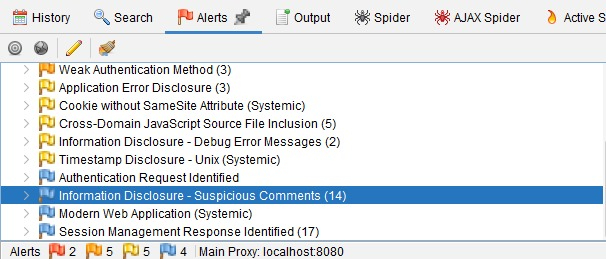 History Search Alerts Output Spider AJAX Spider Active S
Weak Authentication Method (3)
Application Error Disclosure (3)
Cookie without SameSite Attribute (Systemic)
Cross-Domain JavaScript Source File Inclusion (5)
Information Disclosure - Debug Error Messages (2)
Timestamp Disclosure - Unix (Systemic)
Authentication Request Identified
Information Disclosure - Suspicious Comments (14)
Modern Web Application (Systemic)
Session Management Response Identified (17)
Alerts 2 5 5 4 Main Proxy: localhost:8080